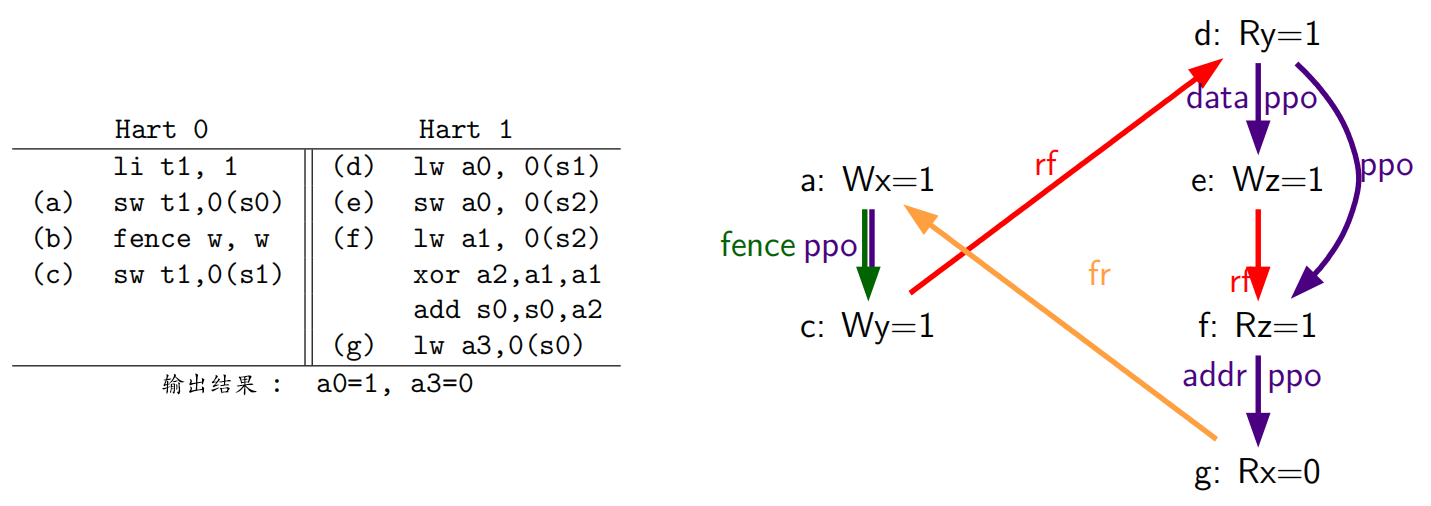 Hart 0 Hart 1
li t1, 1 (d) lw a0, 0(s1)
(a) sw t1,0(s0) (e) sw a0, 0(s2)
(b) fence w, w (f) lw a1, 0(s2)
(c) sw t1,0(s1) xor a2,a1,a1
add s0,s0,a2
(g) lw a3,0(s0)
输出结果 : a0=1, a3=0
d: Ry=1
data ppo
rf
ppo
a: Wx=1
e: Wz=1
fence ppo
fr
rf
c: Wy=1
f: Rz=1
addr ppo
g: Rx=0